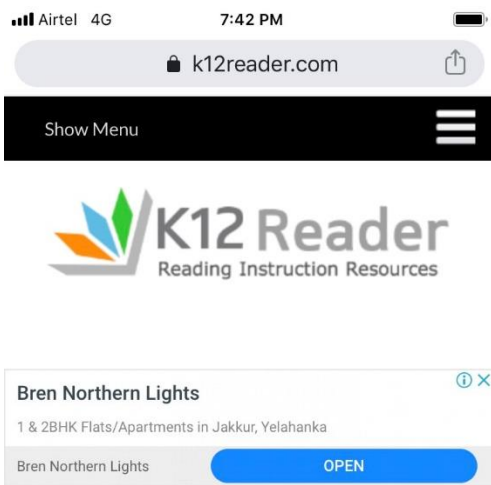 Airtel 4G 7:42 PM
k12reader.com
Show Menu
K12 Reader
Reading Instruction Resources
Bren Northern Lights
1 & 2BHK Flats/Apartments in Jakkur, Yelahanka
Bren Northern Lights OPEN